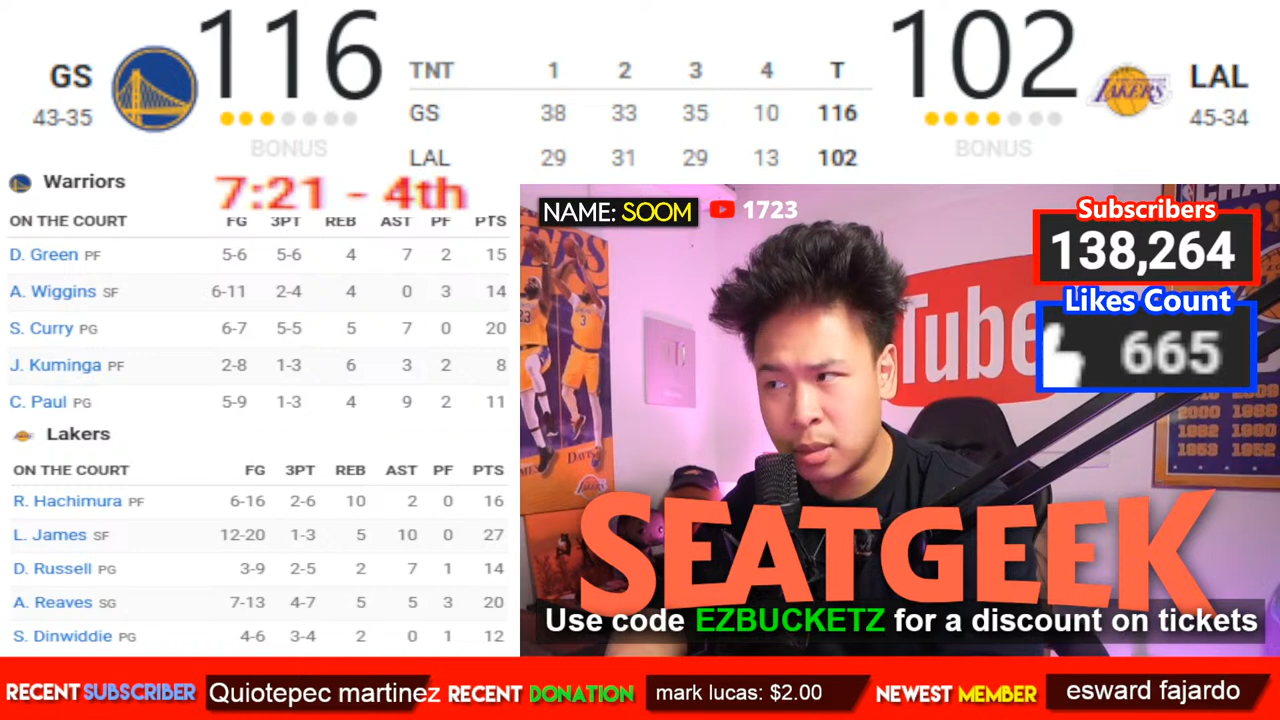 GS
43-35
116
BONUS
TNT 1 2 3 4 T
GS 38 33 35 10 116
LAL 29 31 29 13 102
102
BONUS
LAKERS
LAL
45-34
Warriors
7:21 - 4th
ON THE COURT FG 3PT REB AST PF PTS
D. Green PF 5-6 5-6 4 7 2 15
A. Wiggins SF 6-11 2-4 4 0 3 14
S. Curry PG 6-7 5-5 5 7 0 20
J. Kuminga PF 2-8 1-3 6 3 2 8
C. Paul PG 5-9 1-3 4 9 2 11
Lakers
ON THE COURT FG 3PT REB AST PF PTS
R. Hachimura PF 6-16 2-6 10 2 0 16
L. James SF 12-20 1-3 5 10 0 27
D. Russell PG 3-9 2-5 2 7 1 14
A. Reaves SG 7-13 4-7 5 5 3 20
S. Dinwiddie PG 4-6 3-4 2 0 1 12
NAME: SOOM 1723
Subscribers
138,264
Likes Count
665
Tube
DAVIS
SEATGEEK
Use code EZBUCKETZ for a discount on tickets
RECENT SUBSCRIBER Quiotepec martinez RECENT DONATION mark lucas: $2.00 NEWEST MEMBER esward fajardo